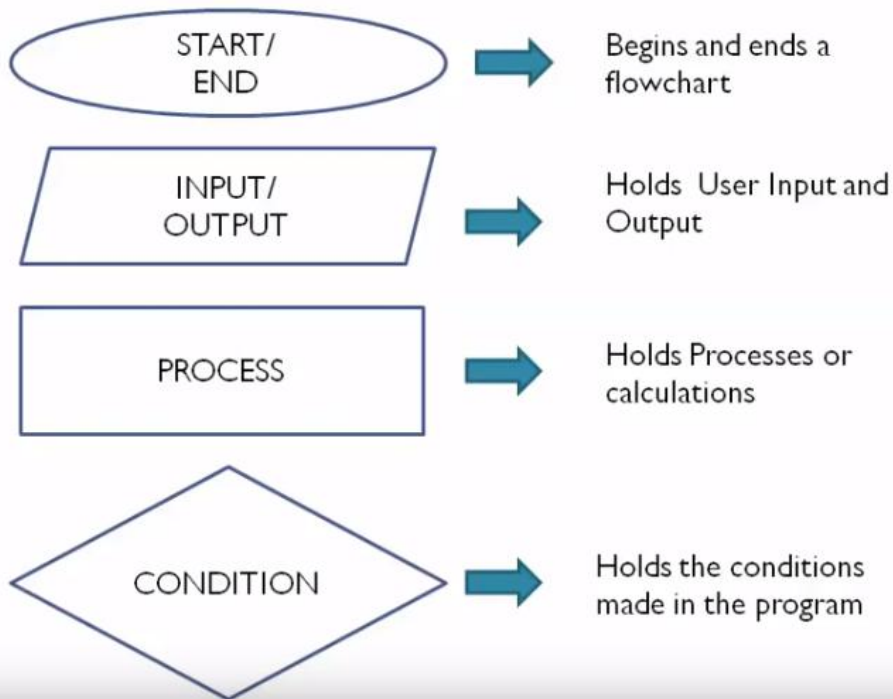 START/
END
Begins and ends a
flowchart
INPUT/
OUTPUT
Holds User Input and
Output
PROCESS
Holds Processes or
calculations
CONDITION
Holds the conditions
made in the program